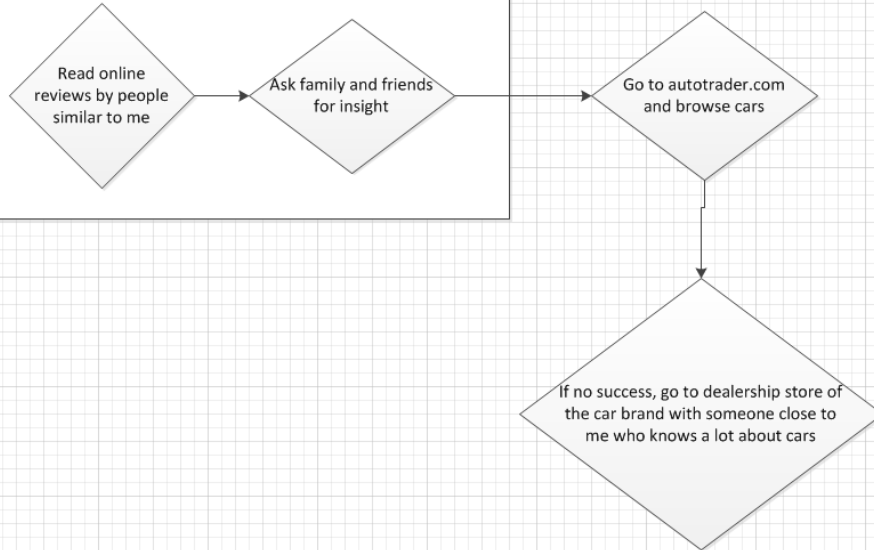 Read online
reviews by people
similar to me
Ask family and friends
for insight
Go to autotrader.com
and browse cars
If no success, go to dealership store of
the car brand with someone close to
me who knows a lot about cars